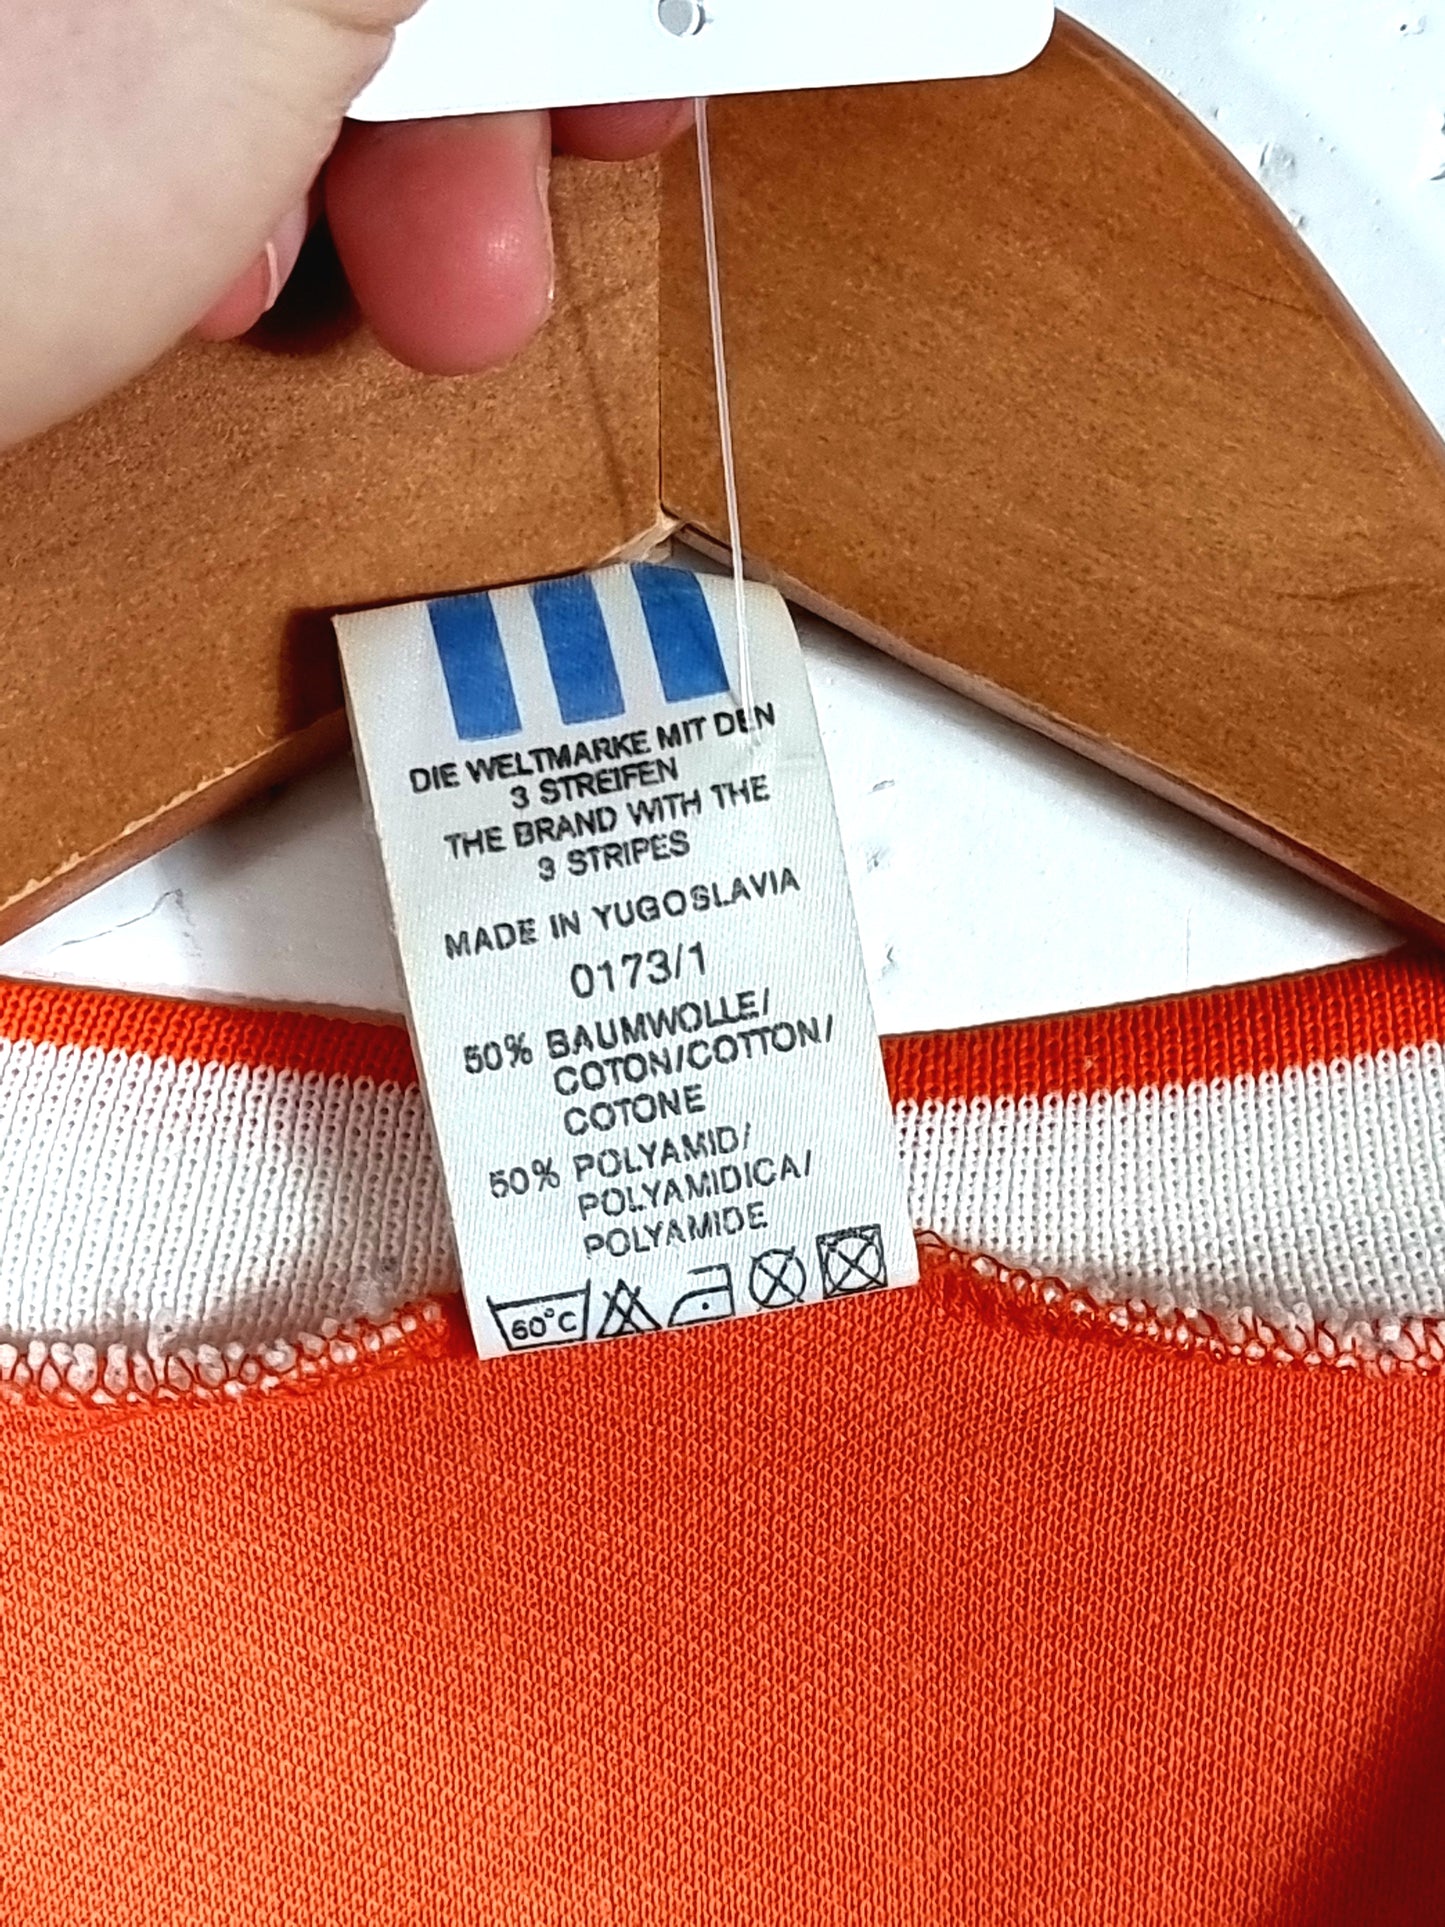 DIE WELTMARKE MIT DEN
3 STREIFEN
THE BRAND WITH THE
3 STRIPES
MADE IN YUGOSLAVIA
0173/1
50% BAUMWOLLE/
COTON/COTTON/
COTONE
50% POLYAMID/
POLYAMIDICA/
POLYAMIDE
60°C